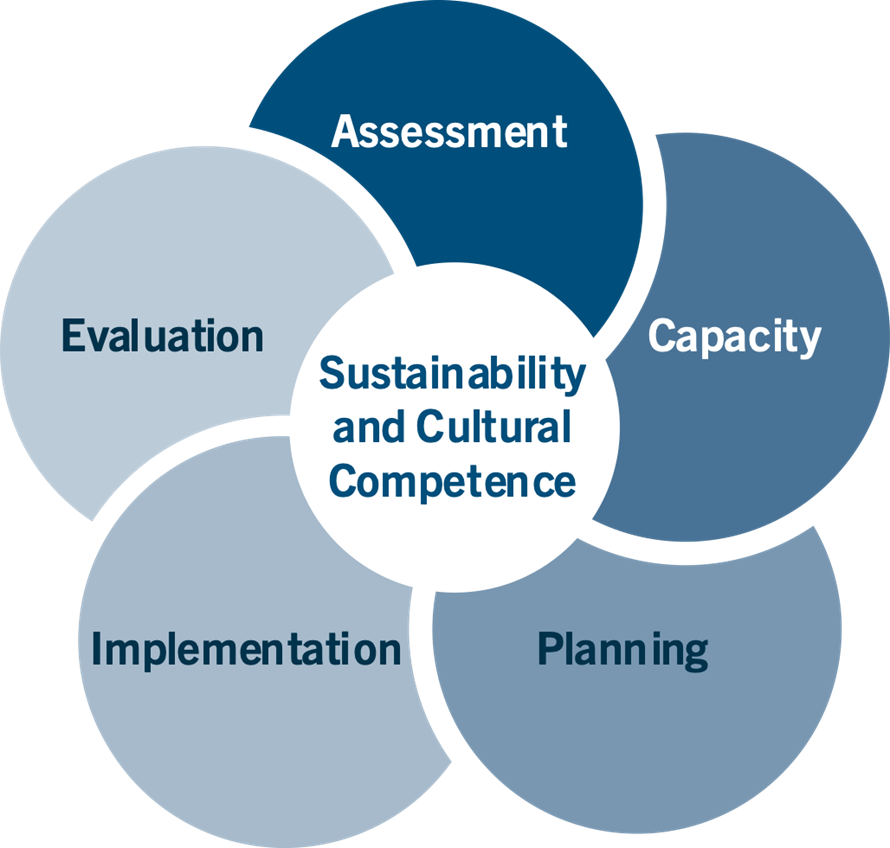 Assessment
Capacity
Planning
Implementation
Evaluation
Sustainability
and Cultural
Competence